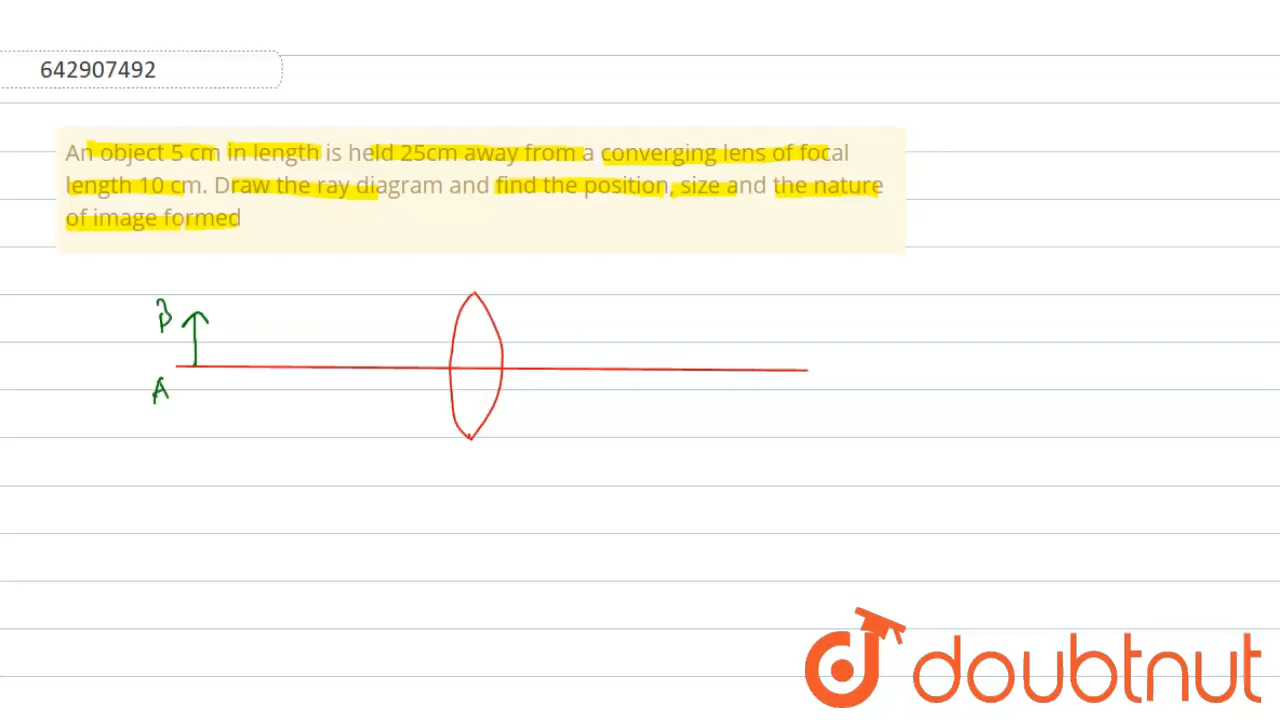 642907492
An object 5 cm in length is held 25cm away from a converging lens of focal
length 10 cm. Draw the ray diagram and find the position, size and the nature
of image formed
B
A
doubtnut